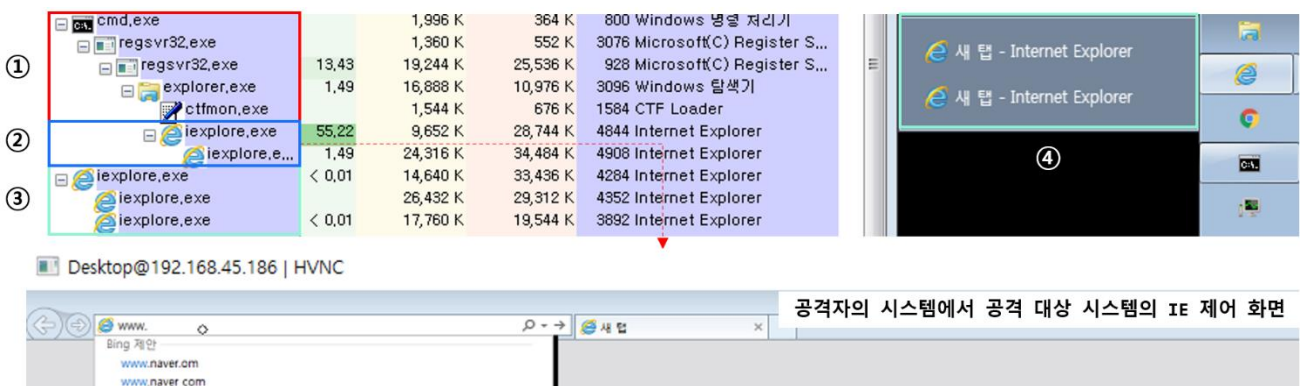 cmd.exe 1,996 K 364 K 800 Windows 명령 처리기
regsvr32.exe 1,360 K 552 K 3076 Microsoft(C) Register S...
① regsvr32.exe 13.43 19,244 K 25,536 K 928 Microsoft(C) Register S...
explorer.exe 1.49 16,888 K 10,976 K 3096 Windows 탐색기
ctfmon.exe 1,544 K 676 K 1584 CTF Loader
② iexplore.exe 55.22 9,652 K 28,744 K 4844 Internet Explorer
iexplore.e... 1.49 24,316 K 34,484 K 4908 Internet Explorer
③ iexplore.exe < 0.01 14,640 K 33,436 K 4284 Internet Explorer
iexplore.exe 26,432 K 29,312 K 4352 Internet Explorer
iexplore.exe < 0.01 17,760 K 19,544 K 3892 Internet Explorer
새 탭 - Internet Explorer
새 탭 - Internet Explorer
④
Desktop@192.168.45.186 | HVNC
공격자의 시스템에서 공격 대상 시스템의 IE 제어 화면
www. 새 탭
Bing 제안
www.naver.om
www.naver com